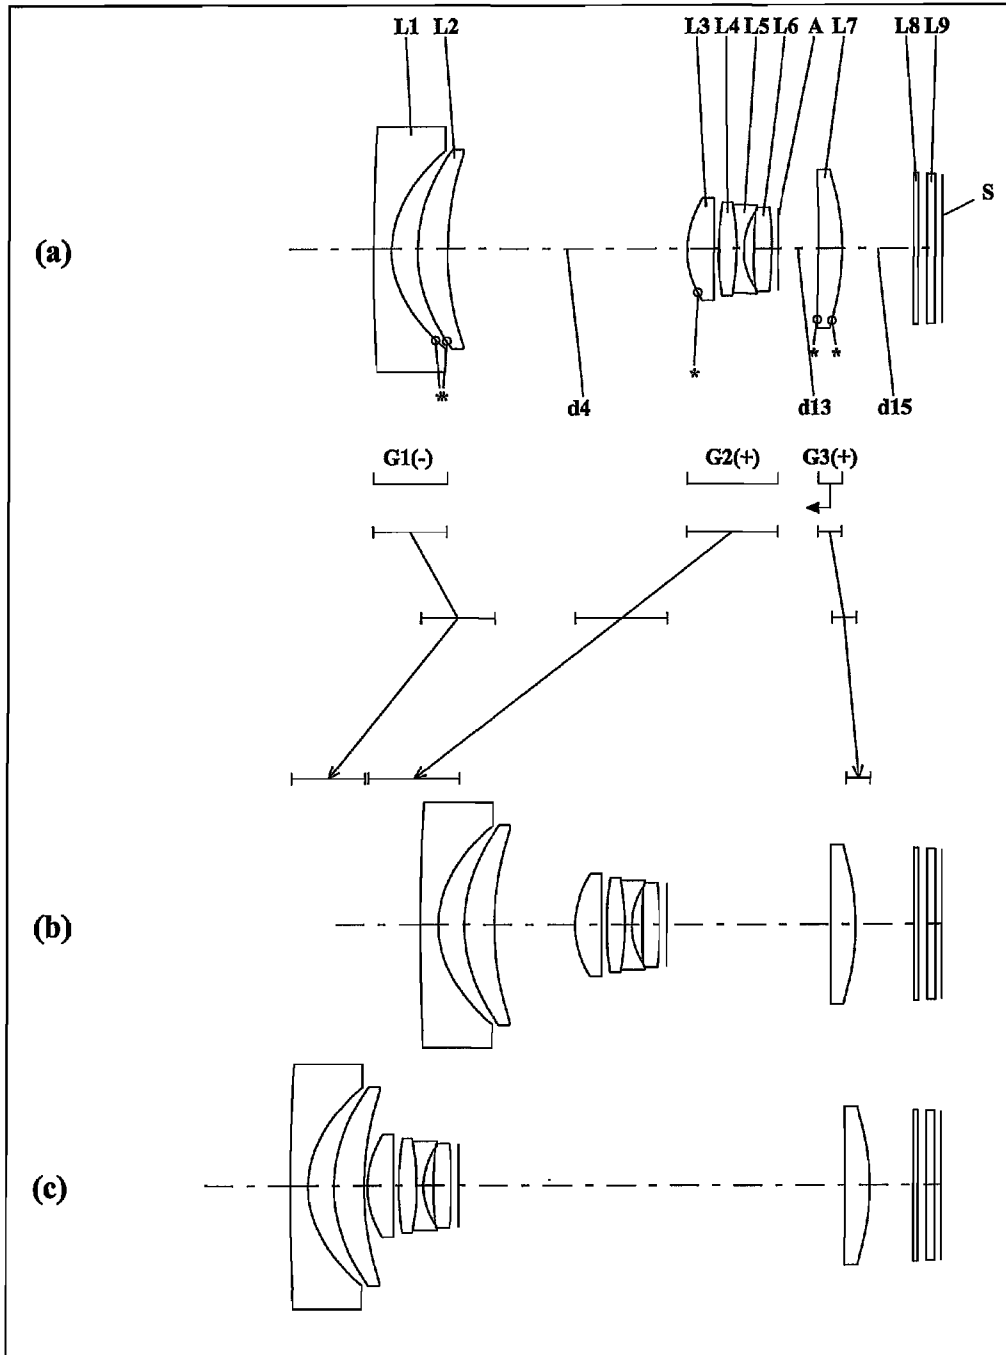 L1 L2 L3 L4 L5 L6 A L7 L8 L9
S
(a)
* * * *
d4 d13 d15
G1(-) G2(+) G3(+)
(b)
(c)